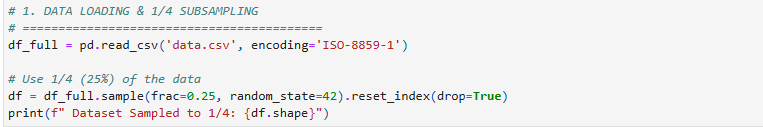 # 1. DATA LOADING & 1/4 SUBSAMPLING
# ==========================================
df_full = pd.read_csv('data.csv', encoding='ISO-8859-1')
# Use 1/4 (25%) of the data
df = df_full.sample(frac=0.25, random_state=42).reset_index(drop=True)
print(f" Dataset Sampled to 1/4: {df.shape}")